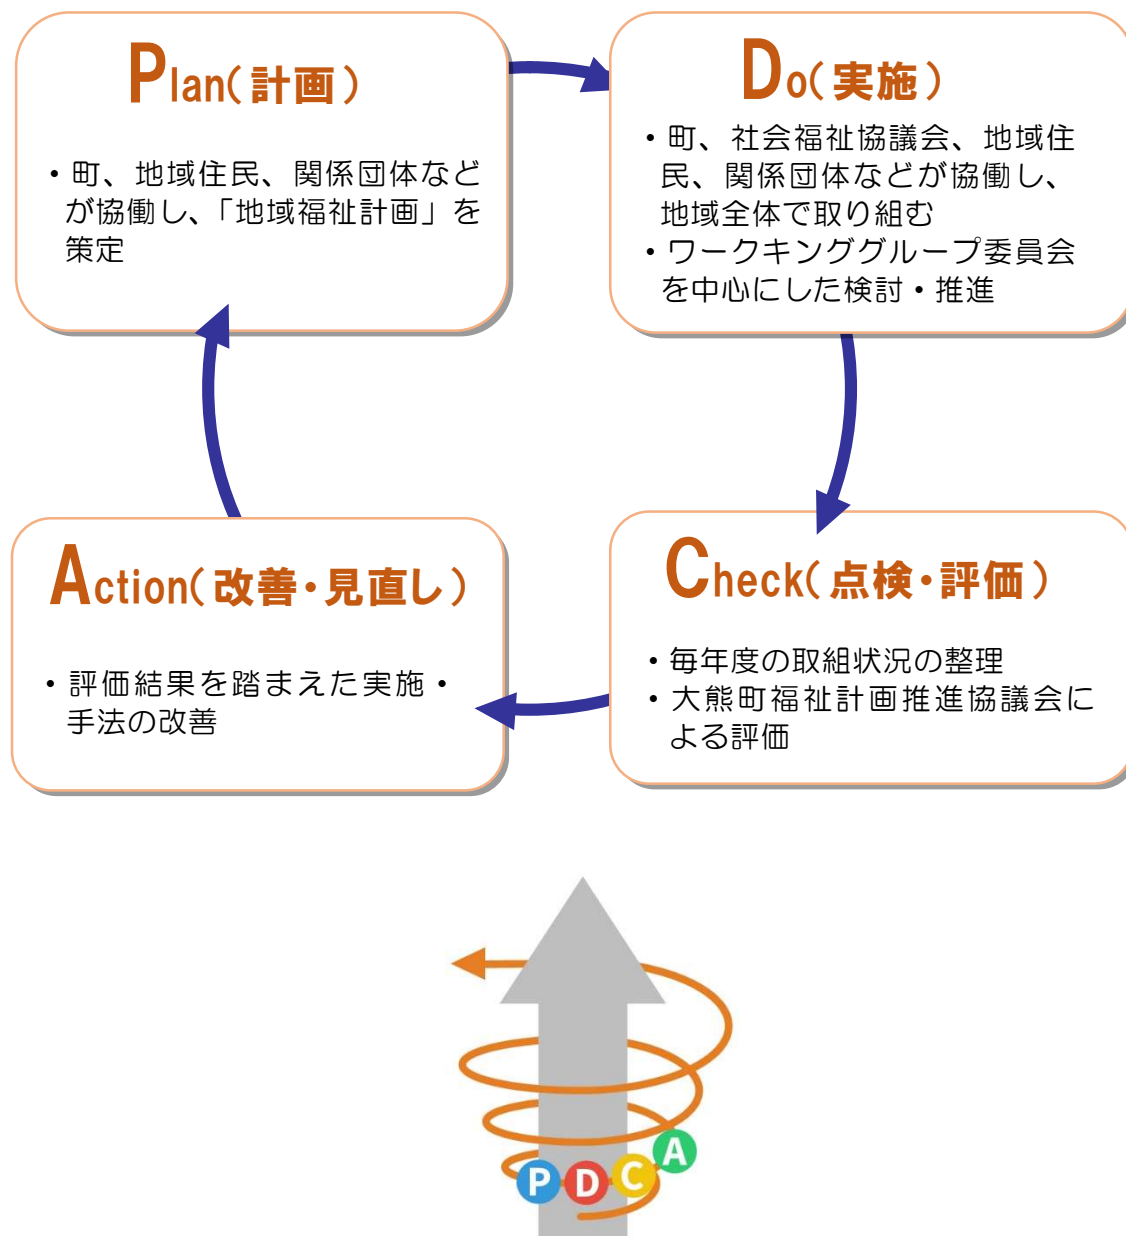 Plan(計画)
・町、地域住民、関係団体など
が協働し、「地域福祉計画」を
策定
Do(実施)
・町、社会福祉協議会、地域住
民、関係団体などが協働し、
地域全体で取り組む
・ワークキンググループ委員会
を中心にした検討・推進
Action(改善・見直し)
・評価結果を踏まえた実施・
手法の改善
Check(点検・評価)
・毎年度の取組状況の整理
・大熊町福祉計画推進協議会に
よる評価
P D C A